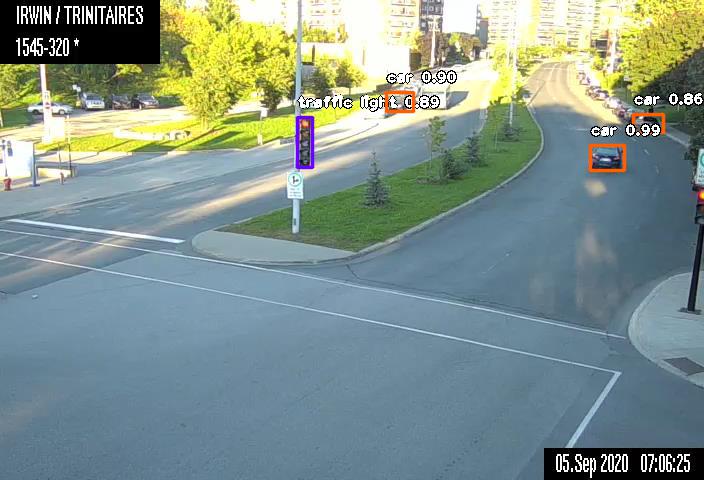 IRWIN / TRINITAIRES
1545-320 *
car 0.90
traffic light 0.89
car 0.86
car 0.99
05.Sep 2020 07:06:25